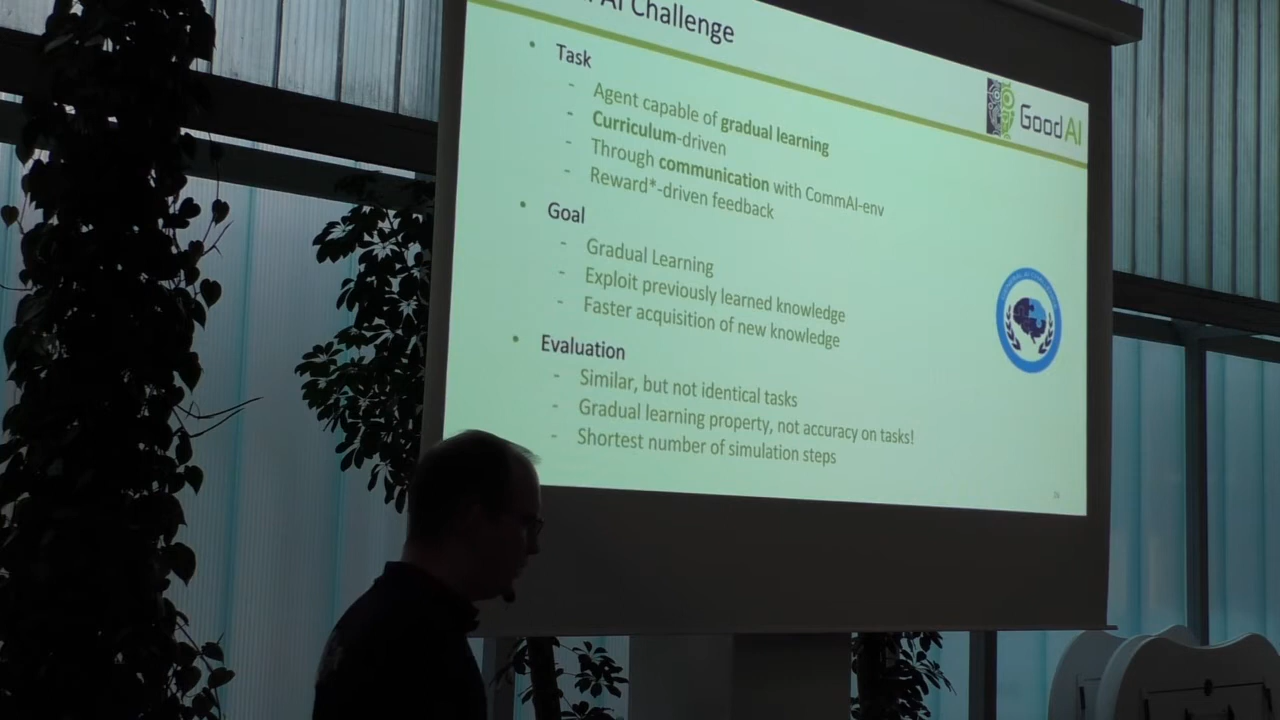 AI Challenge
GoodAI
Task
- Agent capable of gradual learning
- Curriculum-driven
- Through communication with CommAI-env
- Reward*-driven feedback
Goal
- Gradual Learning
- Exploit previously learned knowledge
- Faster acquisition of new knowledge
Evaluation
- Similar, but not identical tasks
- Gradual learning property, not accuracy on tasks!
- Shortest number of simulation steps